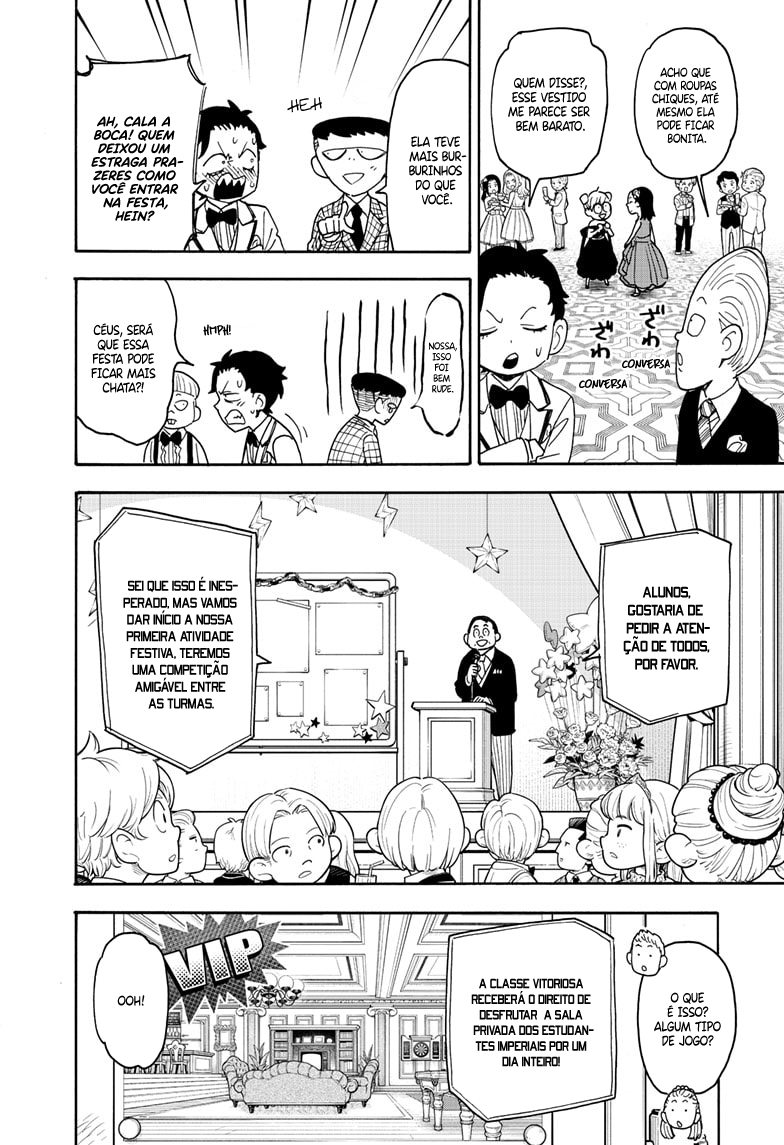 ACHO QUE
COM ROUPAS
CHIQUES, ATÉ
MESMO ELA
PODE FICAR
BONITA.
QUEM DISSE?,
ESSE VESTIDO
ME PARECE SER
BEM BARATO.
ざわ
CONVERSA
ざわ
CONVERSA
ELA TEVE
MAIS BUR-
BURINHOS
DO QUE
VOCÊ.
HEH
AH, CALA A
BOCA! QUEM
DEIXOU UM
ESTRAGA PRA-
ZERES COMO
VOCÊ ENTRAR
NA FESTA,
HEIN?
NOSSA,
ISSO
FOI
BEM
RUDE.
HMPH!
CÉUS, SERÁ
QUE ESSA
FESTA PODE
FICAR MAIS
CHATA?!
ALUNOS,
GOSTARIA DE
PEDIR A ATEN-
ÇÃO DE TODOS,
POR FAVOR.
SEI QUE ISSO É INES-
PERADO, MAS VAMOS
DAR INÍCIO A NOSSA
PRIMEIRA ATIVIDADE
FESTIVA, TEREMOS
UMA COMPETIÇÃO
AMIGÁVEL ENTRE
AS TURMAS.
O QUE
É ISSO?
ALGUM TIPO
DE JOGO?
A CLASSE VITORIOSA
RECEBERÁ O DIREITO DE
DESFRUTAR A SALA
PRIVADA DOS ESTUDAN-
TES IMPERIAIS POR UM
DIA INTEIRO!
VIP
OOH!